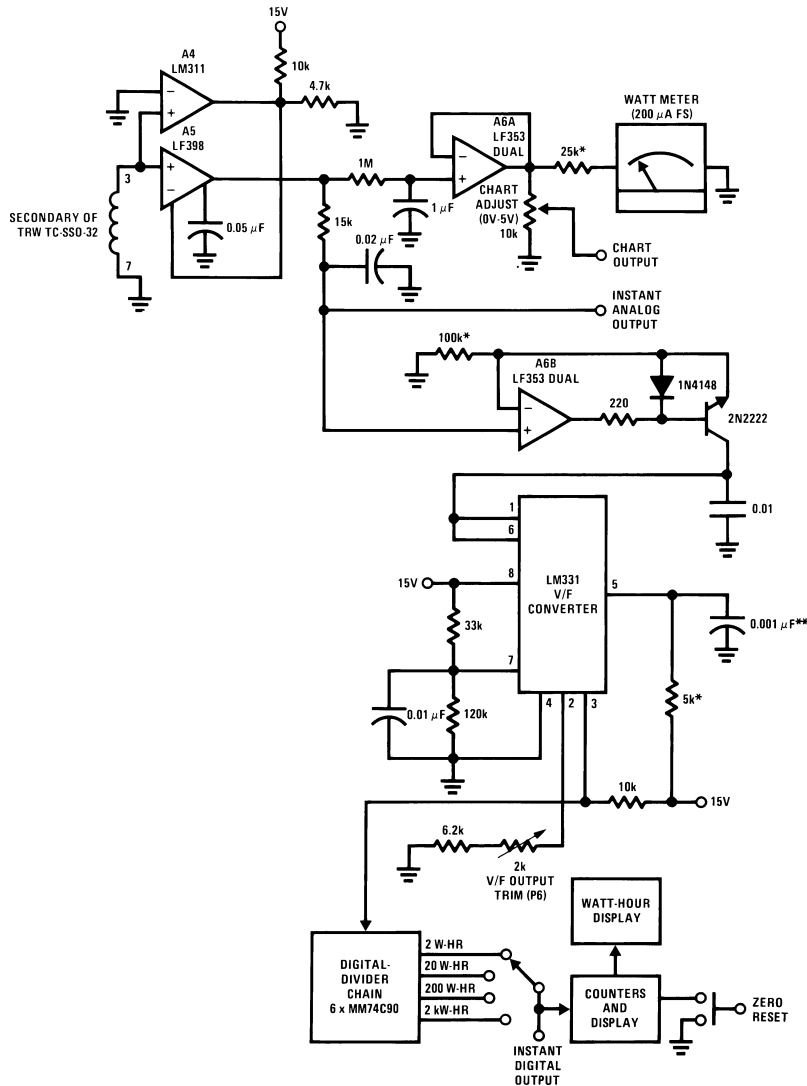 15V
A4
LM311
10k
4.7k
−
+
A5
LF398
3
+
−
SECONDARY OF
TRW TC-SSO-32
7
0.05 μF
1M
15k
0.02 μF
1 μF
A6A
LF353
DUAL
−
+
CHART
ADJUST
(0V-5V)
10k
25k*
WATT METER
(200 μA FS)
CHART
OUTPUT
INSTANT
ANALOG
OUTPUT
100k*
A6B
LF353 DUAL
−
+
220
1N4148
2N2222
0.01
1
6
15V
8
LM331
V/F
CONVERTER
5
0.001 μF**
33k
7
0.01 μF
120k
4
2
3
5k*
10k
15V
6.2k
2k
V/F OUTPUT
TRIM (P6)
DIGITAL-
DIVIDER
CHAIN
6 x MM74C90
2 W-HR
20 W-HR
200 W-HR
2 kW-HR
INSTANT
DIGITAL
OUTPUT
WATT-HOUR
DISPLAY
COUNTERS
AND
DISPLAY
ZERO
RESET